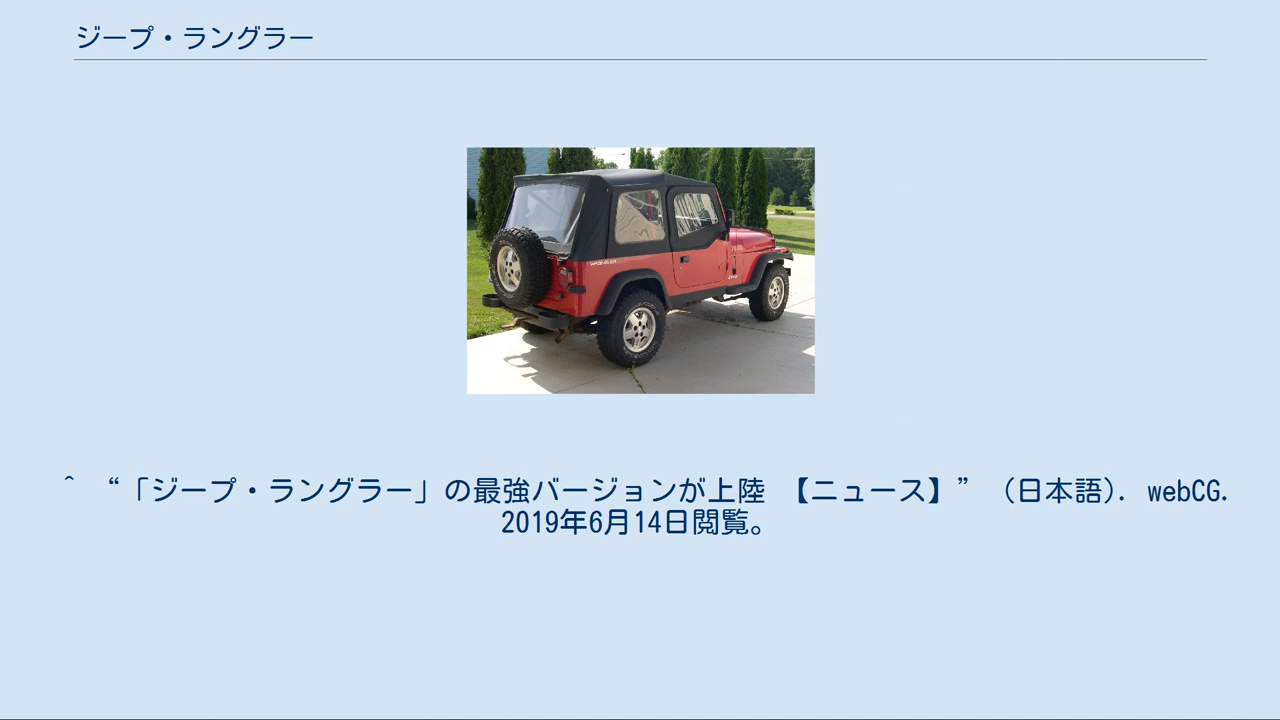 ジープ・ラングラー
^ “「ジープ・ラングラー」の最強バージョンが上陸 【ニュース】” (日本語). webCG.
2019年6月14日閲覧。